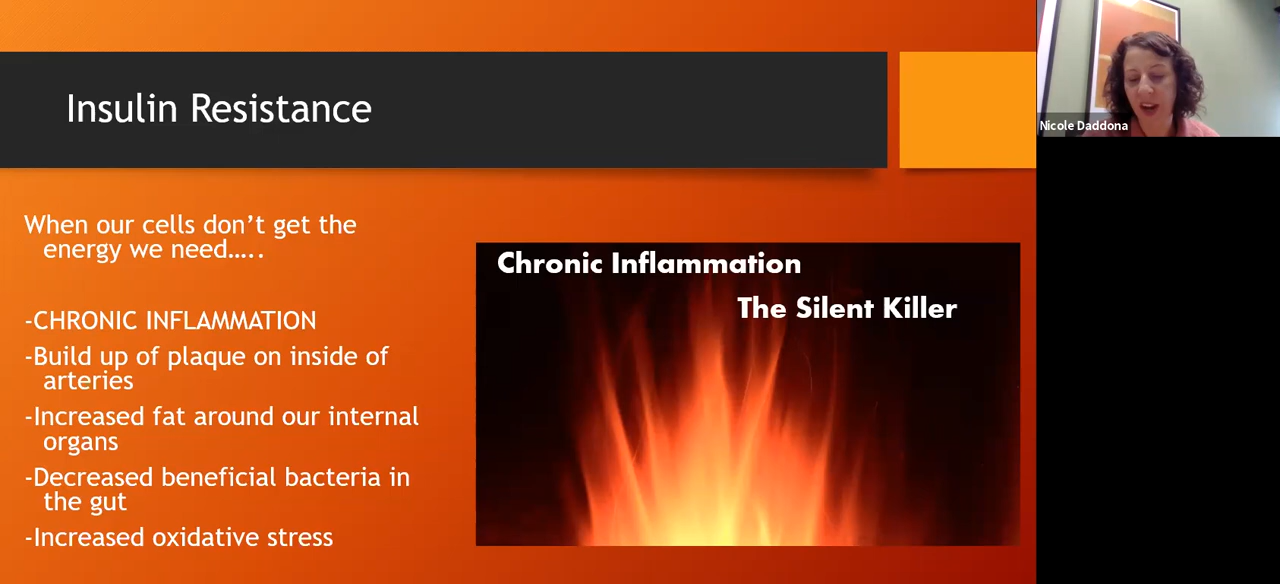 Insulin Resistance
Nicole Daddona
When our cells don’t get the
energy we need…..
-CHRONIC INFLAMMATION
-Build up of plaque on inside of
arteries
-Increased fat around our internal
organs
-Decreased beneficial bacteria in
the gut
-Increased oxidative stress
Chronic Inflammation
The Silent Killer